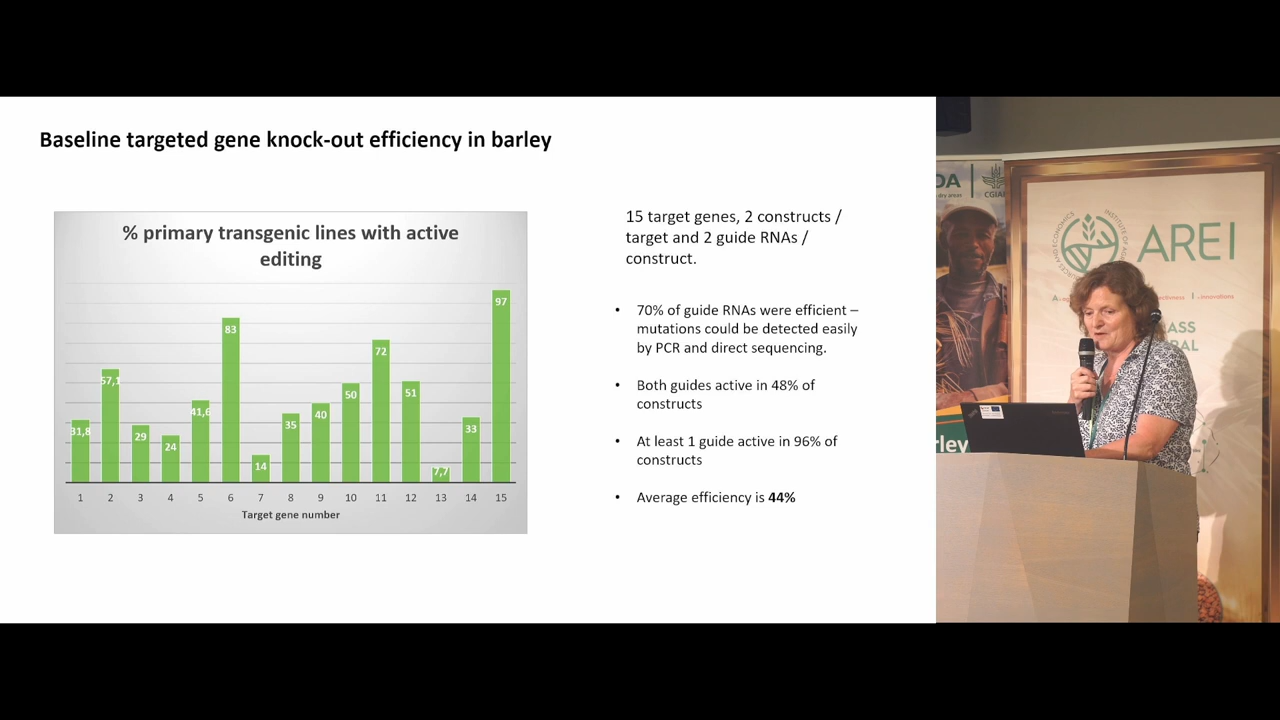 Baseline targeted gene knock-out efficiency in barley
% primary transgenic lines with active
editing
31,8
57,1
29
24
41,6
83
14
35
40
50
72
51
7,7
33
97
1 2 3 4 5 6 7 8 9 10 11 12 13 14 15
Target gene number
15 target genes, 2 constructs /
target and 2 guide RNAs /
construct.
• 70% of guide RNAs were efficient –
mutations could be detected easily
by PCR and direct sequencing.
• Both guides active in 48% of
constructs
• At least 1 guide active in 96% of
constructs
• Average efficiency is 44%
DA
dry areas
CGIA
AREI
rley